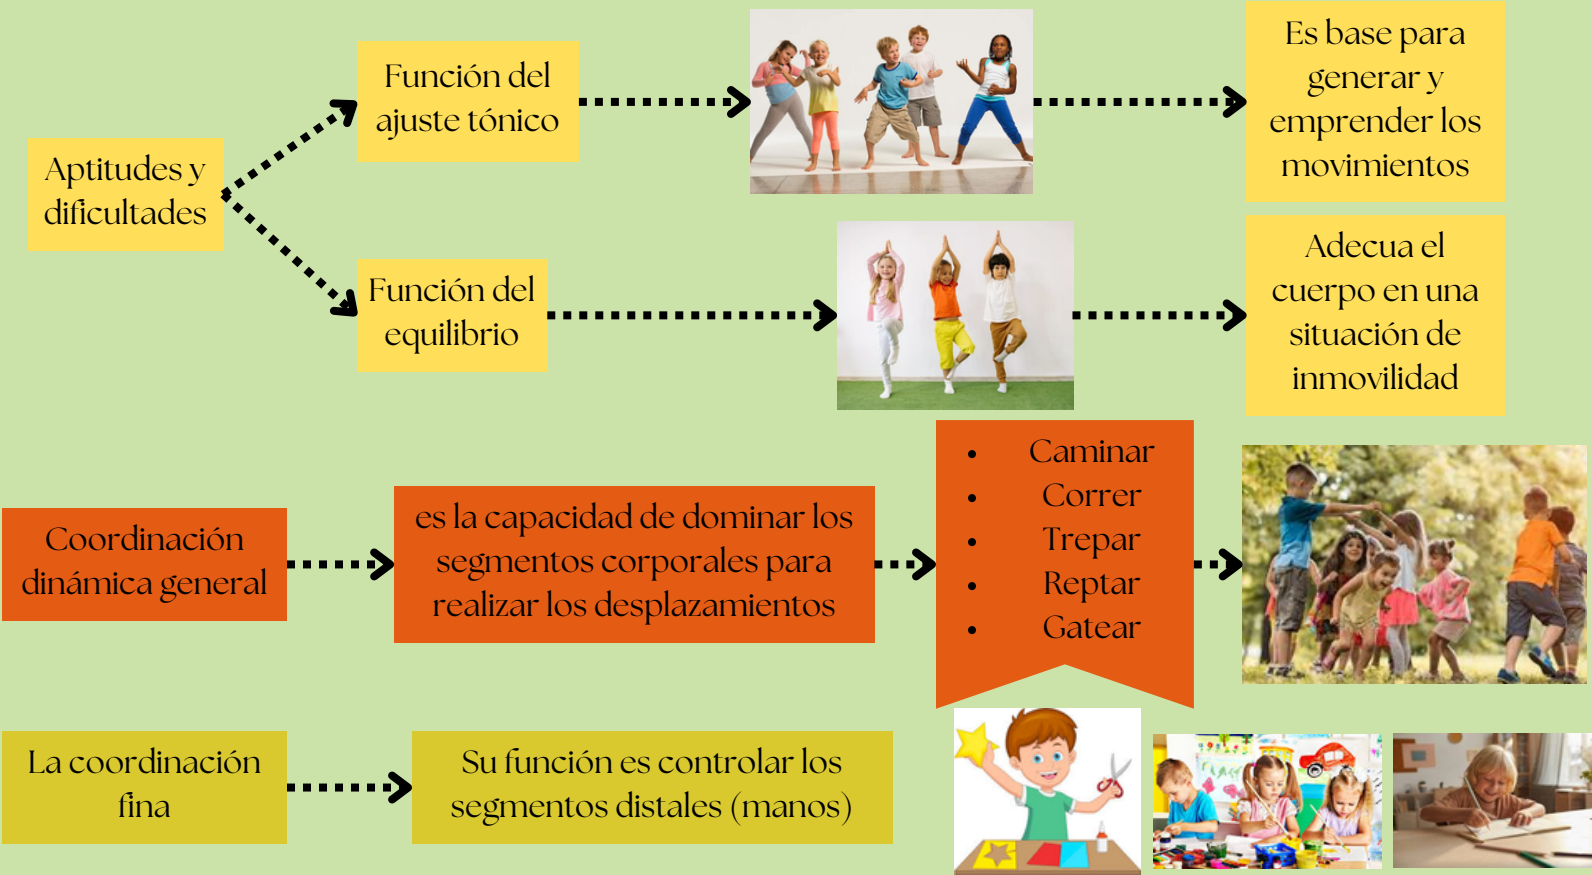 Aptitudes y
dificultades
Función del
ajuste tónico
Es base para
generar y
emprender los
movimientos
Función del
equilibrio
Adecua el
cuerpo en una
situación de
inmovilidad
Coordinación
dinámica general
es la capacidad de dominar los
segmentos corporales para
realizar los desplazamientos
• Caminar
• Correr
• Trepar
• Reptar
• Gatear
La coordinación
fina
Su función es controlar los
segmentos distales (manos)